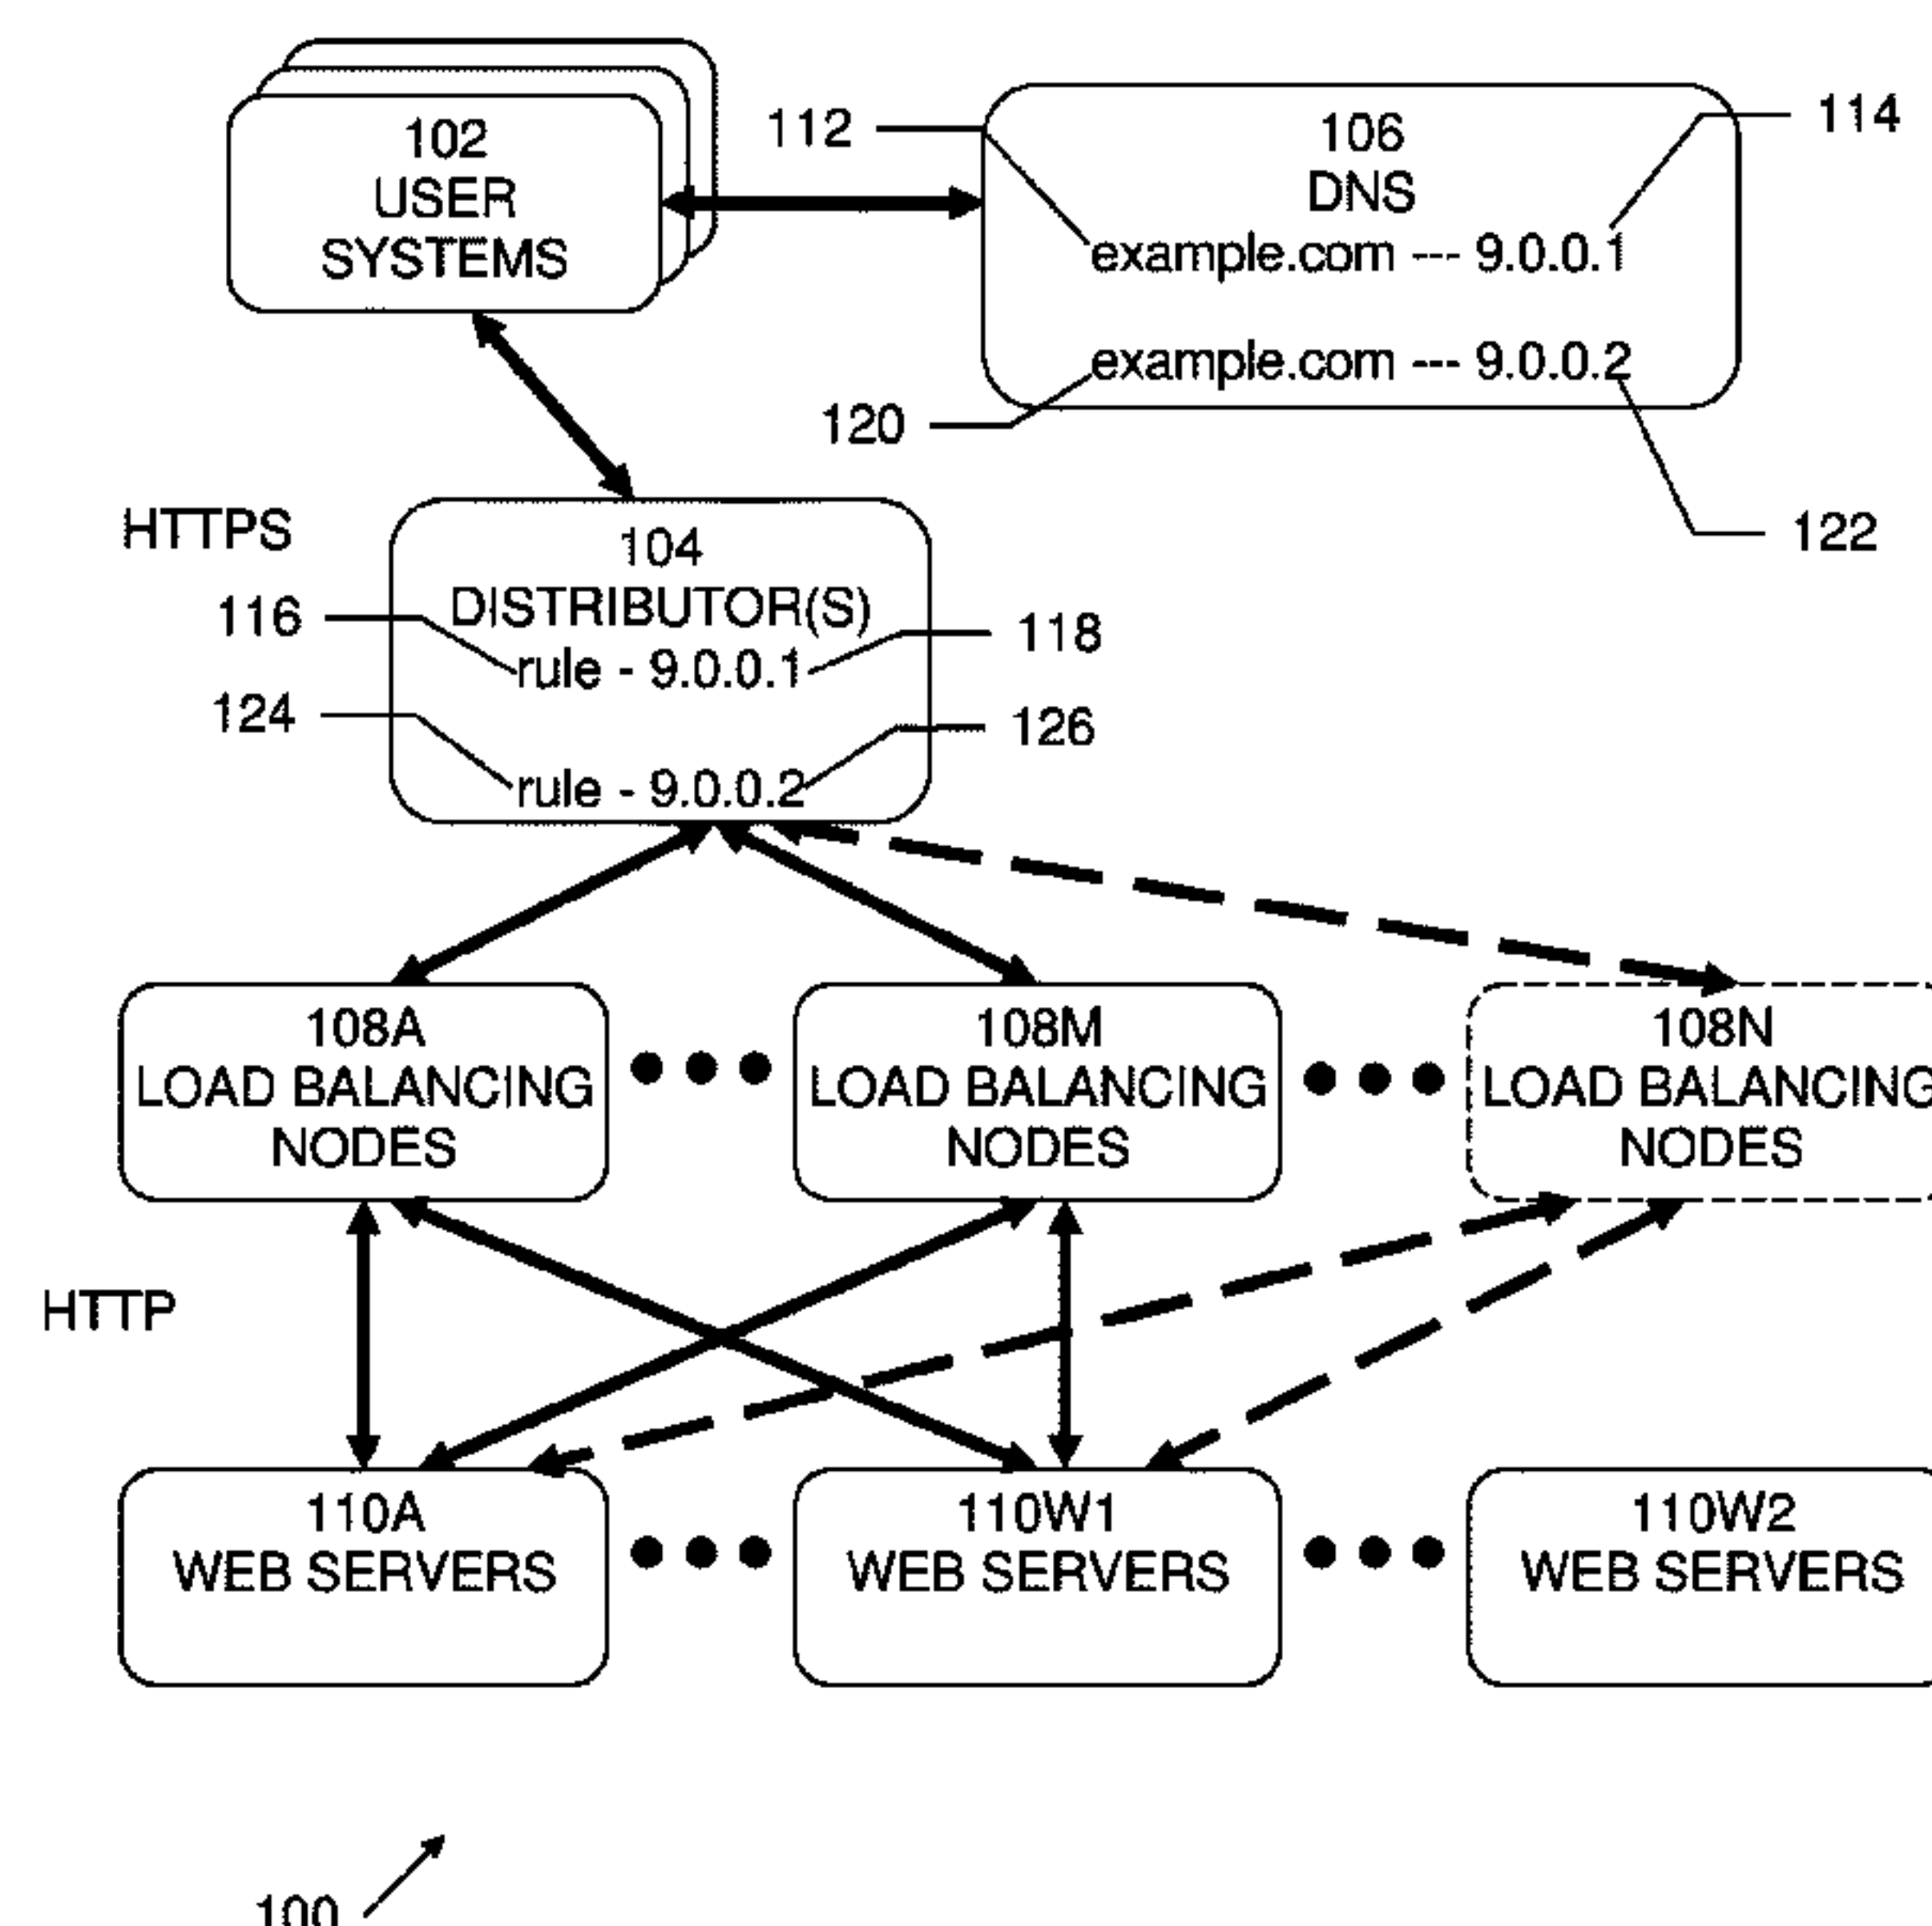 102
USER
SYSTEMS
112
106
DNS
114
example.com --- 9.0.0.1
example.com --- 9.0.0.2
120
122
HTTPS
104
DISTRIBUTOR(S)
116
rule - 9.0.0.1
118
124
rule - 9.0.0.2
126
108A
LOAD BALANCING
NODES
108M
LOAD BALANCING
NODES
108N
LOAD BALANCING
NODES
HTTP
110A
WEB SERVERS
110W1
WEB SERVERS
110W2
WEB SERVERS
100